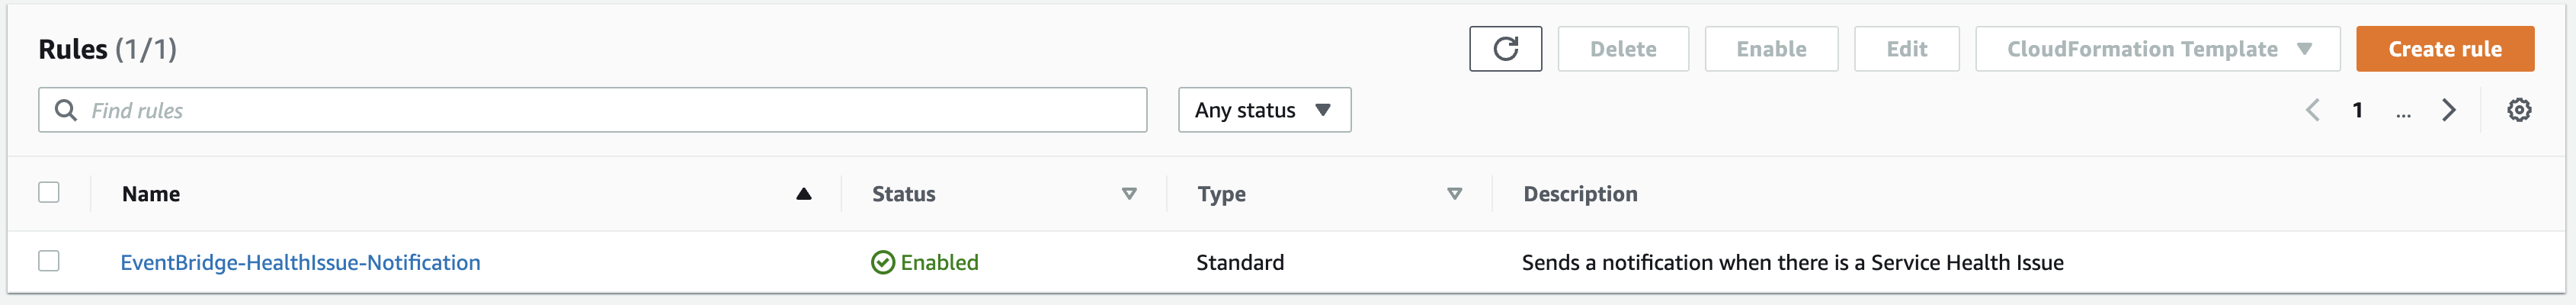 Rules (1/1)
Delete
Enable
Edit
CloudFormation Template
Create rule
Find rules
Any status
1
...
Name
Status
Type
Description
EventBridge-HealthIssue-Notification
Enabled
Standard
Sends a notification when there is a Service Health Issue